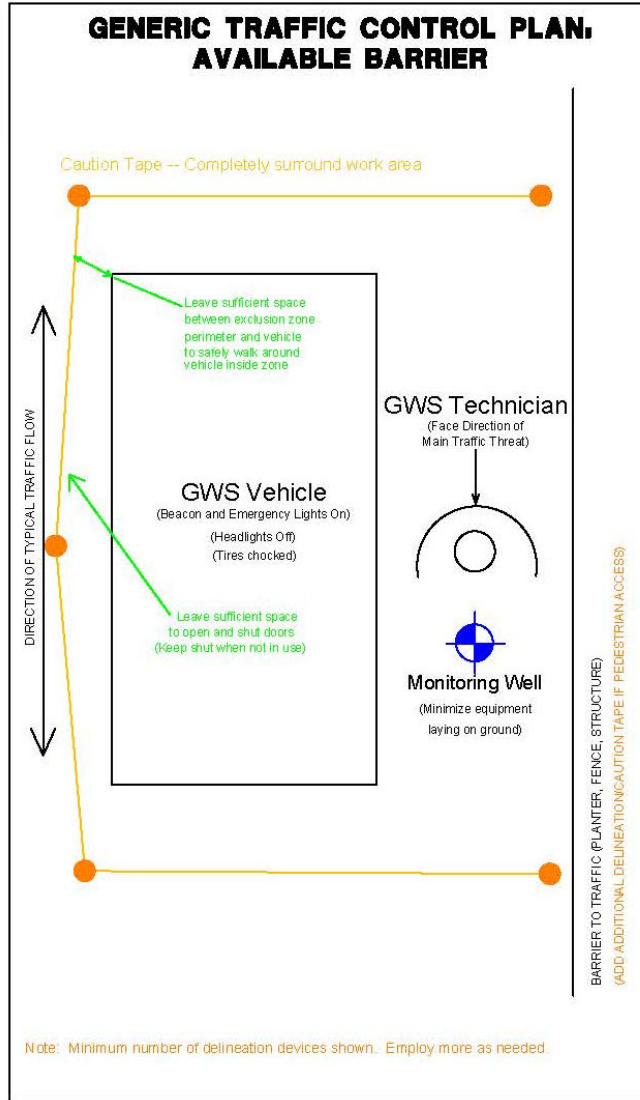 GENERIC TRAFFIC CONTROL PLAN:
AVAILABLE BARRIER
Caution Tape -- Completely surround work area
Leave sufficient space
between exclusion zone
perimeter and vehicle
to safely walk around
vehicle inside zone
GWS Technician
(Face Direction of
Main Traffic Threat)
DIRECTION OF TYPICAL TRAFFIC FLOW
GWS Vehicle
(Beacon and Emergency Lights On)
(Headlights Off)
(Tires chocked)
Leave sufficient space
to open and shut doors
(Keep shut when not in use)
Monitoring Well
(Minimize equipment
laying on ground)
BARRIER TO TRAFFIC (PLANTER, FENCE, STRUCTURE)
(ADD ADDITIONAL DELINEATION/CAUTION TAPE IF PEDESTRIAN ACCESS)
Note: Minimum number of delineation devices shown. Employ more as needed.